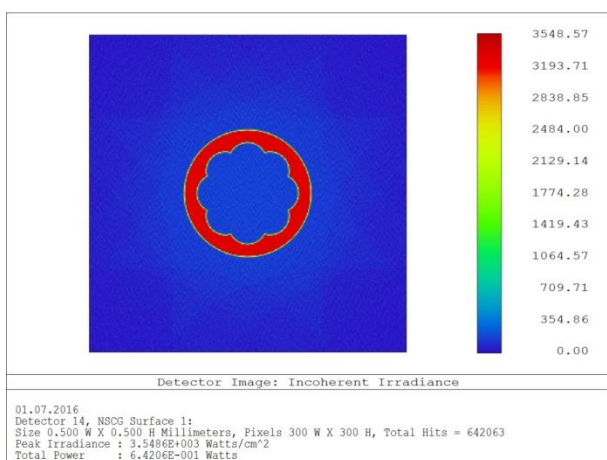 3548.57
3193.71
2838.85
2484.00
2129.14
1774.28
1419.43
1064.57
709.71
354.86
0.00
Detector Image: Incoherent Irradiance
01.07.2016
Detector 14, NSCG Surface 1:
Size 0.500 W X 0.500 H Millimeters, Pixels 300 W X 300 H, Total Hits = 642063
Peak Irradiance : 3.5486E+003 Watts/cm^2
Total Power : 6.4206E-001 Watts